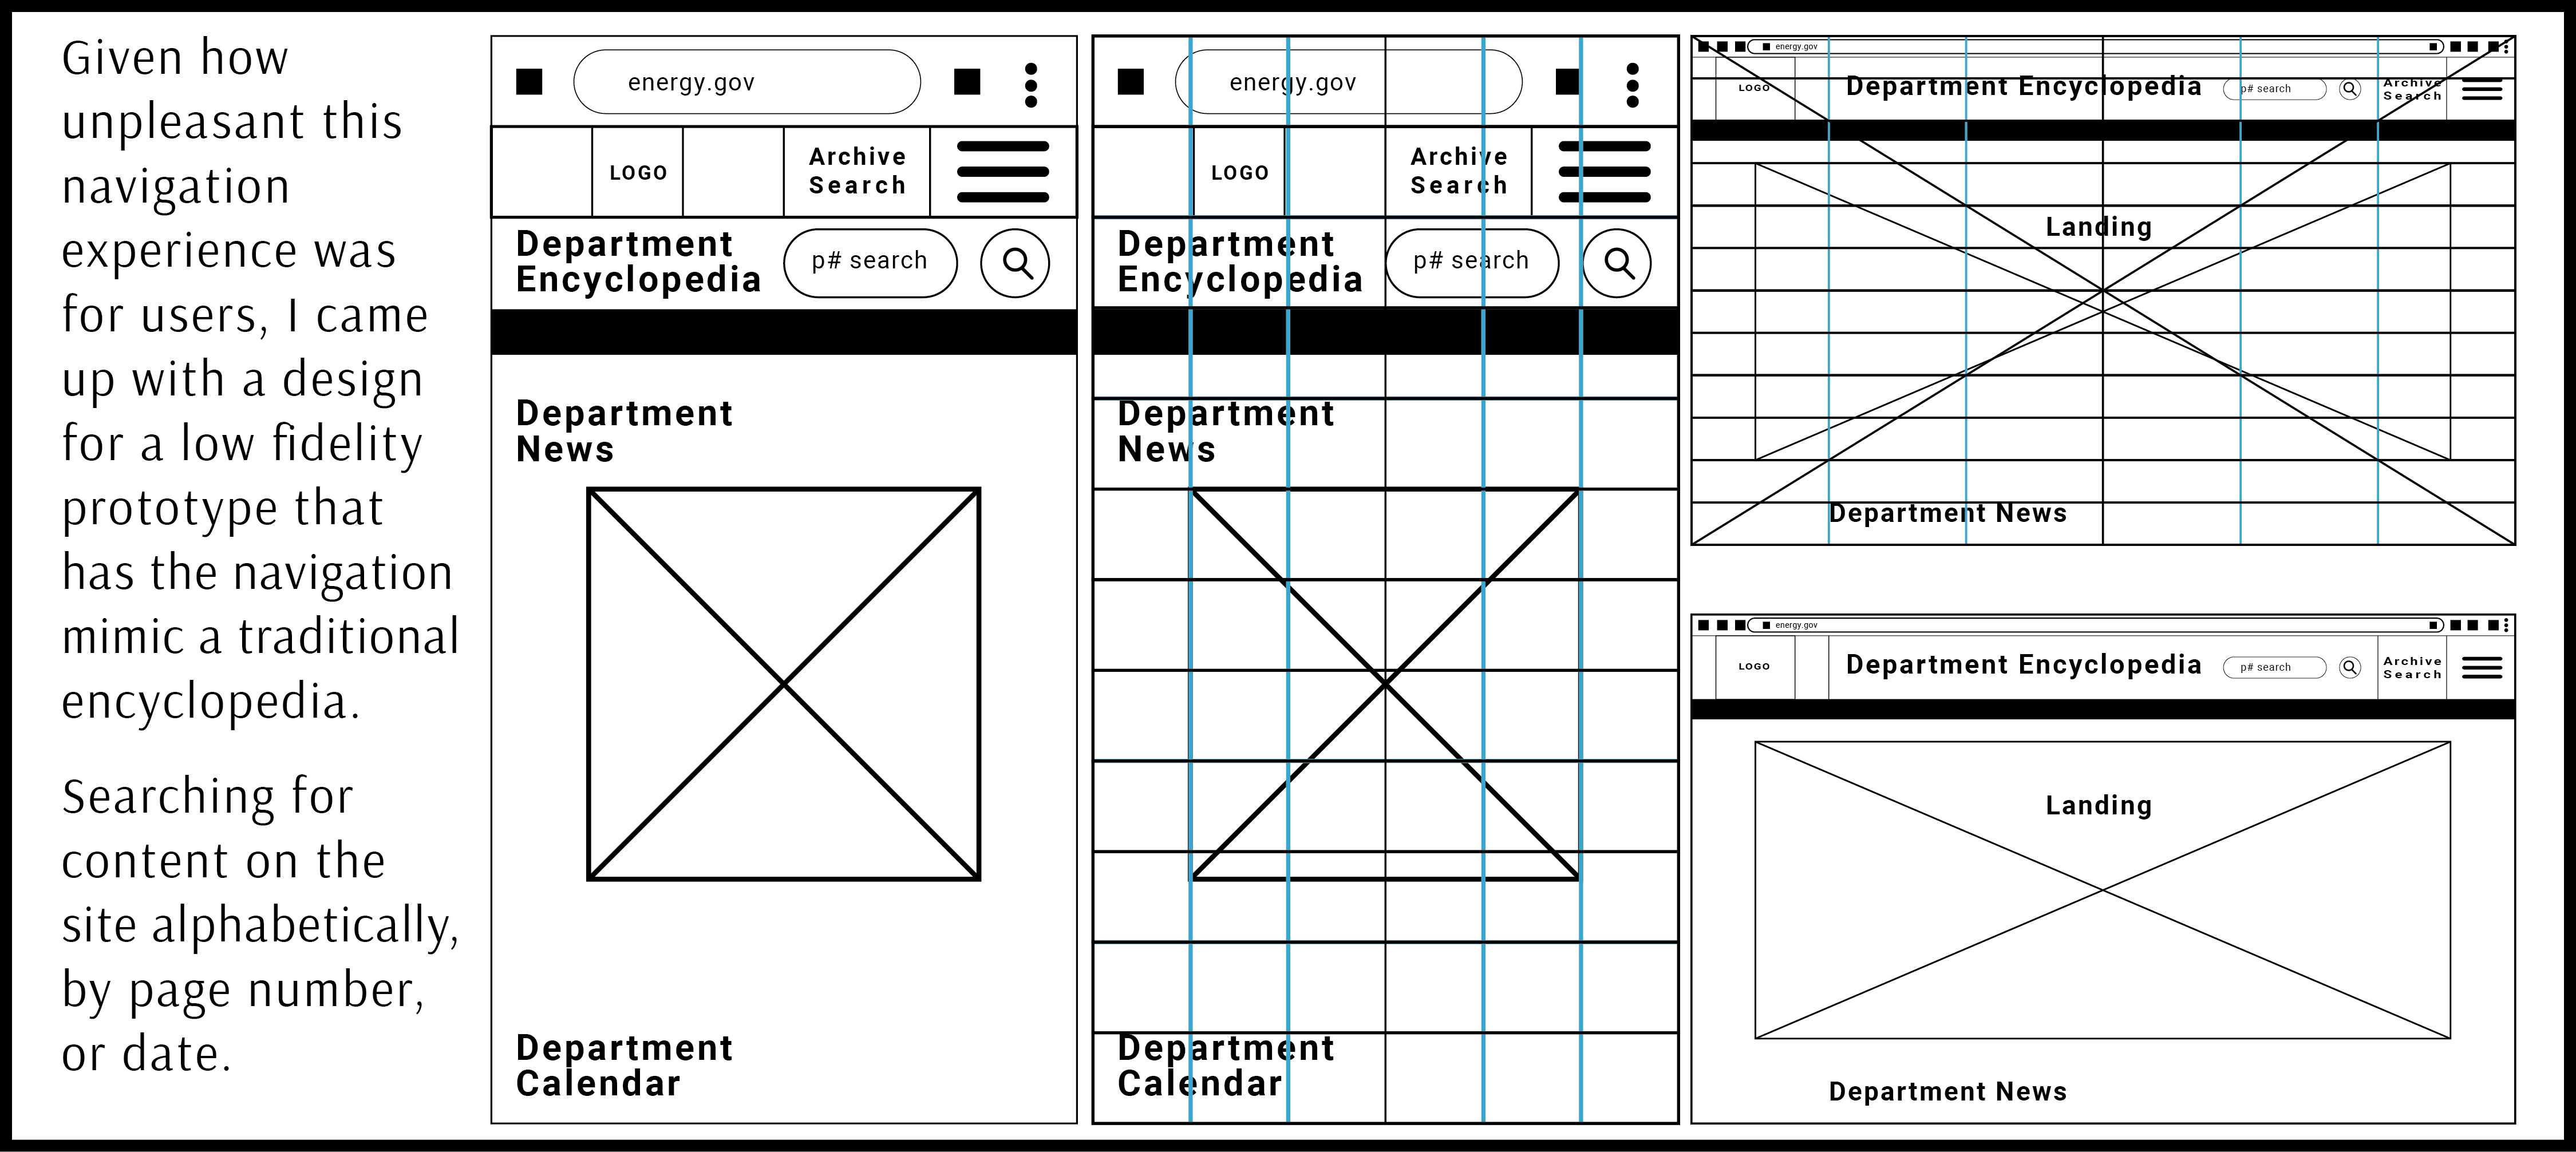 Given how
unpleasant this
navigation
experience was
for users, I came
up with a design
for a low fidelity
prototype that
has the navigation
mimic a traditional
encyclopedia.
Searching for
content on the
site alphabetically,
by page number,
or date.
energy.gov
LOGO
Archive
Search
Department
Encyclopedia
p# search
Department
News
Department
Calendar
energy.gov
LOGO
Archive
Search
Department
Encyclopedia
p# search
Department
News
Department
Calendar
energy.gov
LOGO
Department Encyclopedia
p# search
Archive
Search
Landing
Department News
energy.gov
LOGO
Department Encyclopedia
p# search
Archive
Search
Landing
Department News